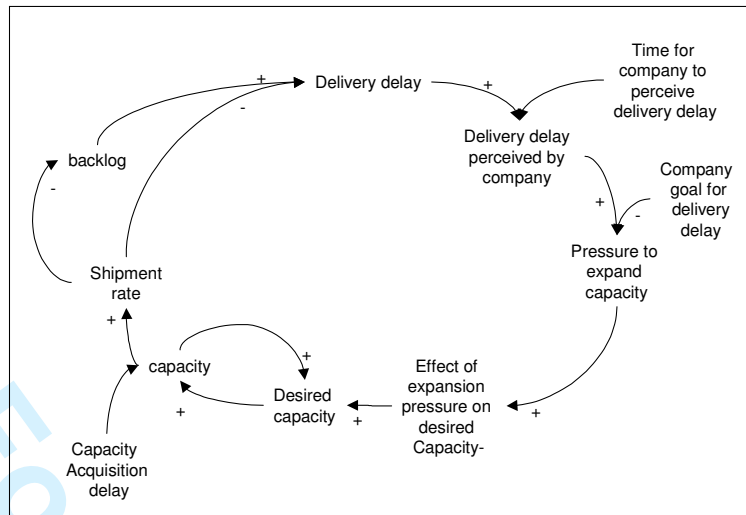 Delivery delay
Time for
company to
perceive
delivery delay
+
+
-
backlog
Delivery delay
perceived by
company
-
+
Company
goal for
delivery
delay
-
Shipment
rate
Pressure to
expand
capacity
+
capacity
+
Effect of
expansion
pressure on
desired
Capacity-
Desired
capacity
+
+
+
Capacity
Acquisition
delay